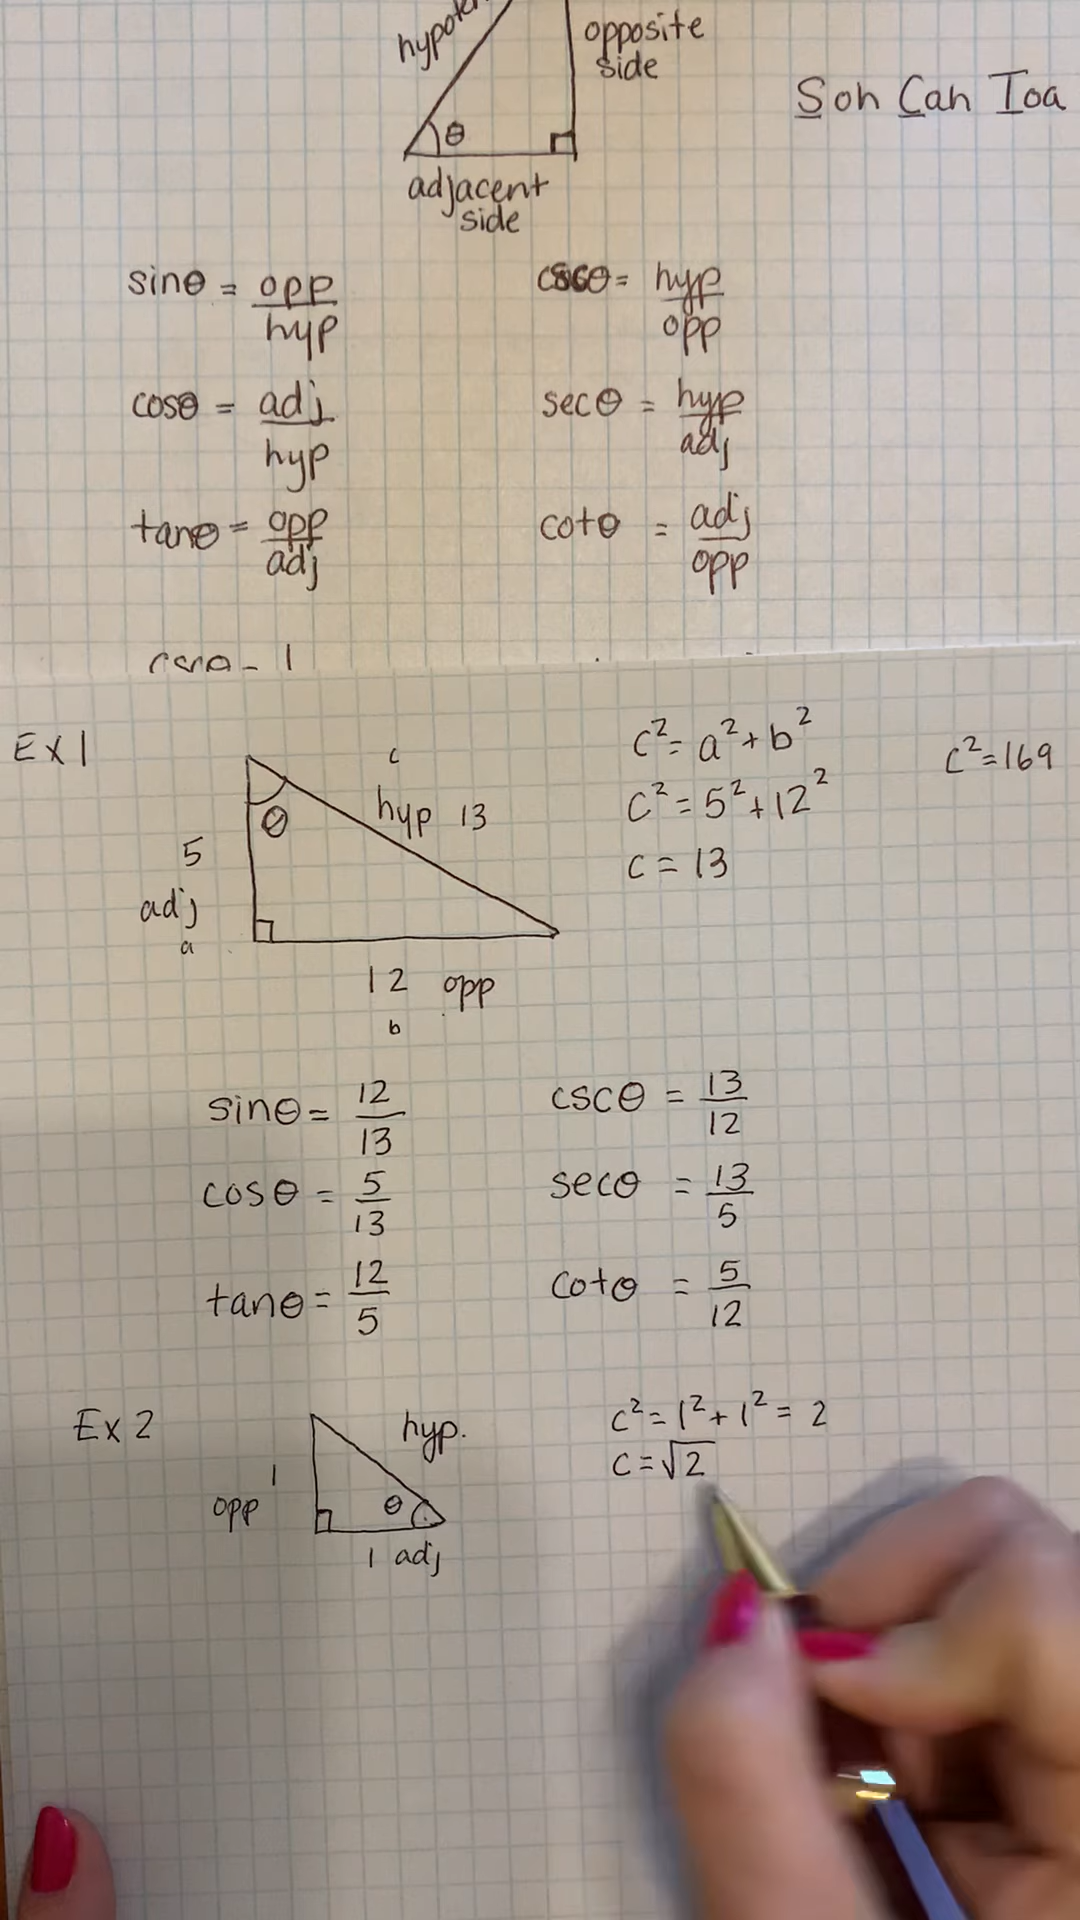 opposite
side
Soh Cah Toa
θ
adjacent
side
sinθ = opp/hyp
cscθ = hyp/opp
cosθ = adj/hyp
secθ = hyp/adj
tanθ = opp/adj
cotθ = adj/opp
Ex 1
c
hyp 13
θ
5
adj
a
12 opp
b
c² = a² + b²
c² = 5² + 12²
c = 13
c² = 169
sinθ = 12/13
cscθ = 13/12
cosθ = 5/13
secθ = 13/5
tanθ = 12/5
cotθ = 5/12
Ex 2
hyp.
1
opp
θ
1 adj
c² = 1² + 1² = 2
c = √2